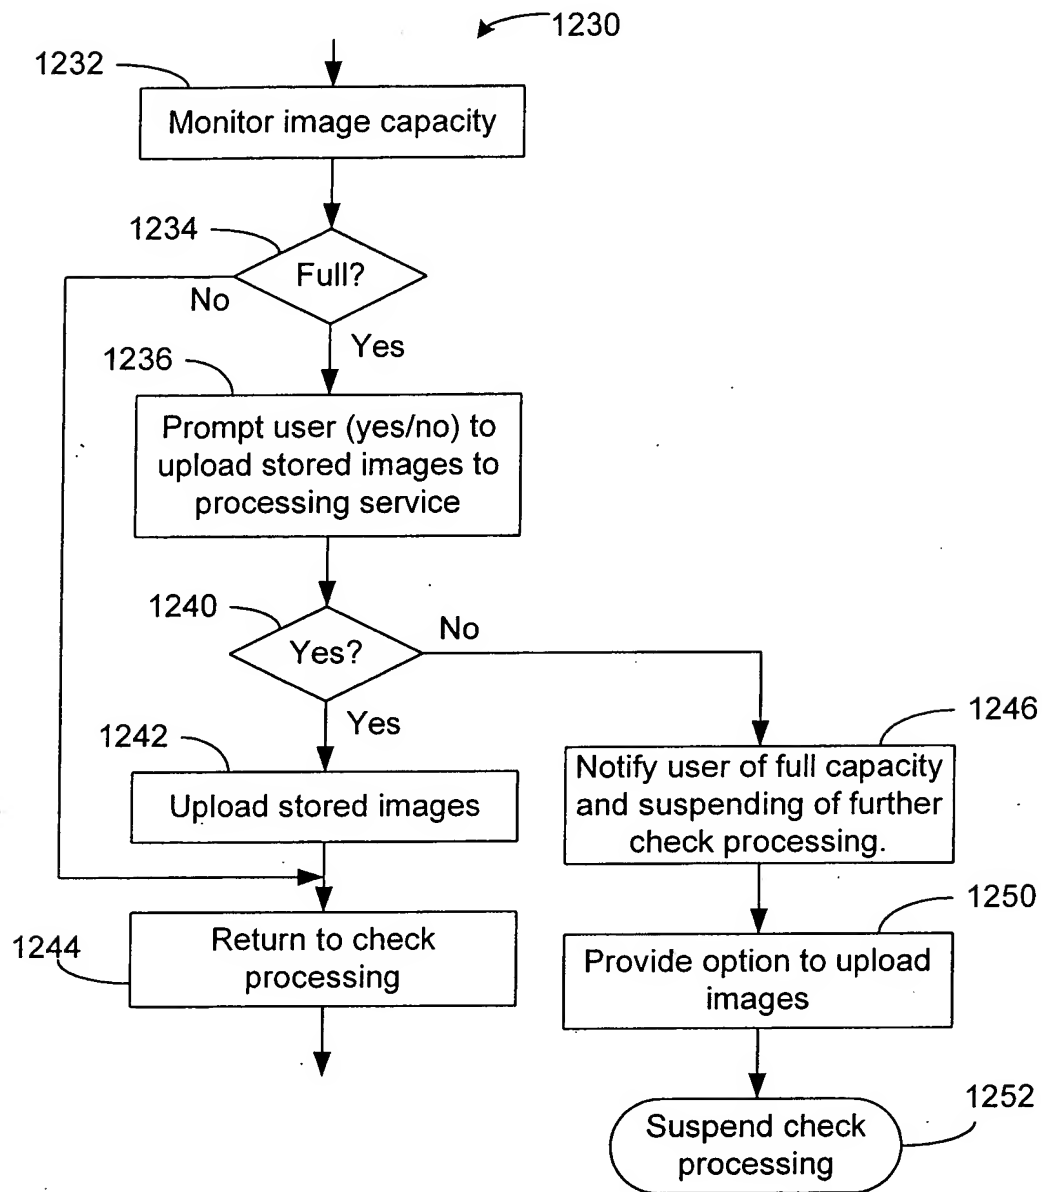 1230
1232
Monitor image capacity
1234
Full?
No
Yes
1236
Prompt user (yes/no) to
upload stored images to
processing service
1240
Yes?
No
Yes
1242
Upload stored images
1246
Notify user of full capacity
and suspending of further
check processing.
1244
Return to check
processing
1250
Provide option to upload
images
1252
Suspend check
processing